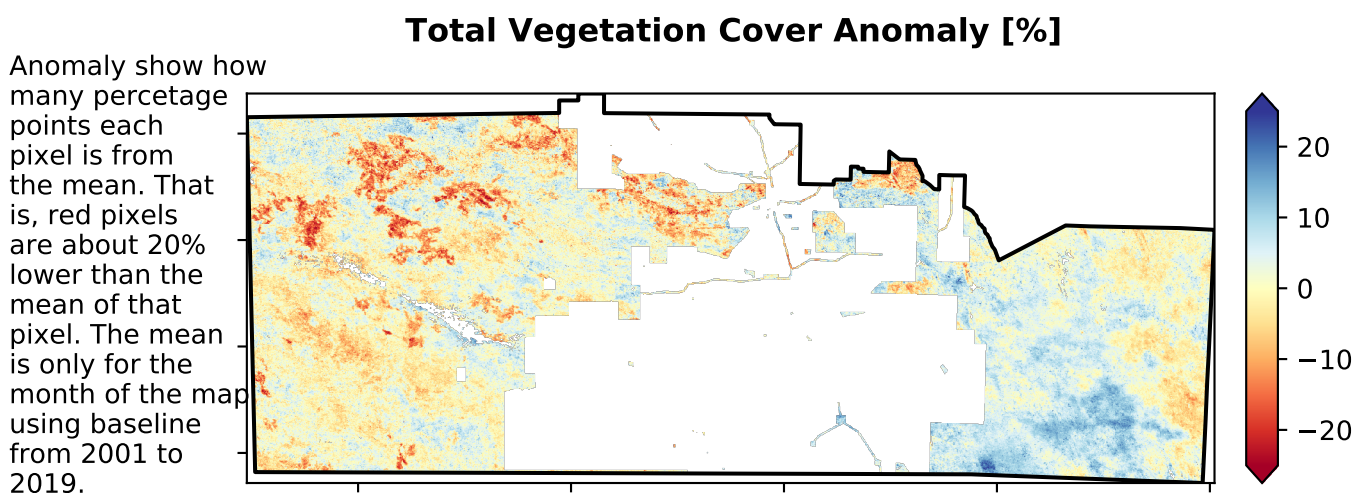 Total Vegetation Cover Anomaly [%]
Anomaly show how
many percetage
points each
pixel is from
the mean. That
is, red pixels
are about 20%
lower than the
mean of that
pixel. The mean
is only for the
month of the map
using baseline
from 2001 to
2019.
20
10
0
−10
−20